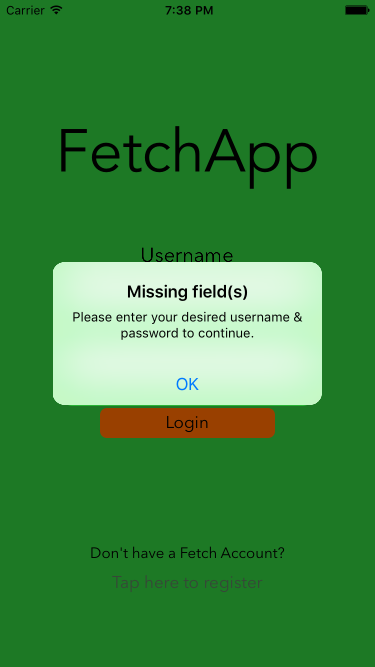 Carrier 7:38 PM
FetchApp
Username
Missing field(s)
Please enter your desired username &
password to continue.
OK
Login
Don't have a Fetch Account?
Tap here to register